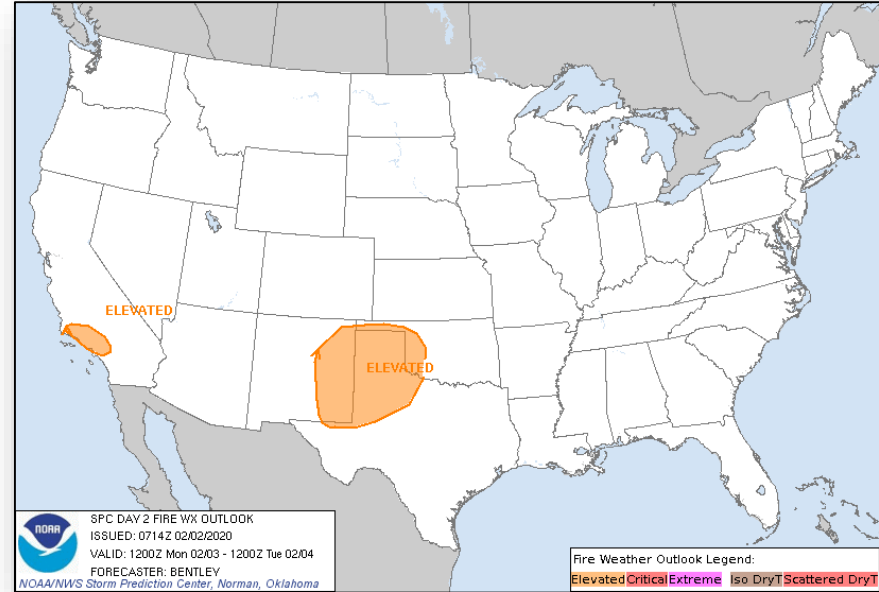 ELEVATED
ELEVATED
NOAA
SPC DAY 2 FIRE WX OUTLOOK
ISSUED: 0714Z 02/02/2020
VALID: 1200Z Mon 02/03 - 1200Z Tue 02/04
FORECASTER: BENTLEY
NOAA/NWS Storm Prediction Center, Norman, Oklahoma
Fire Weather Outlook Legend:
Elevated Critical Extreme Iso DryT Scattered DryT